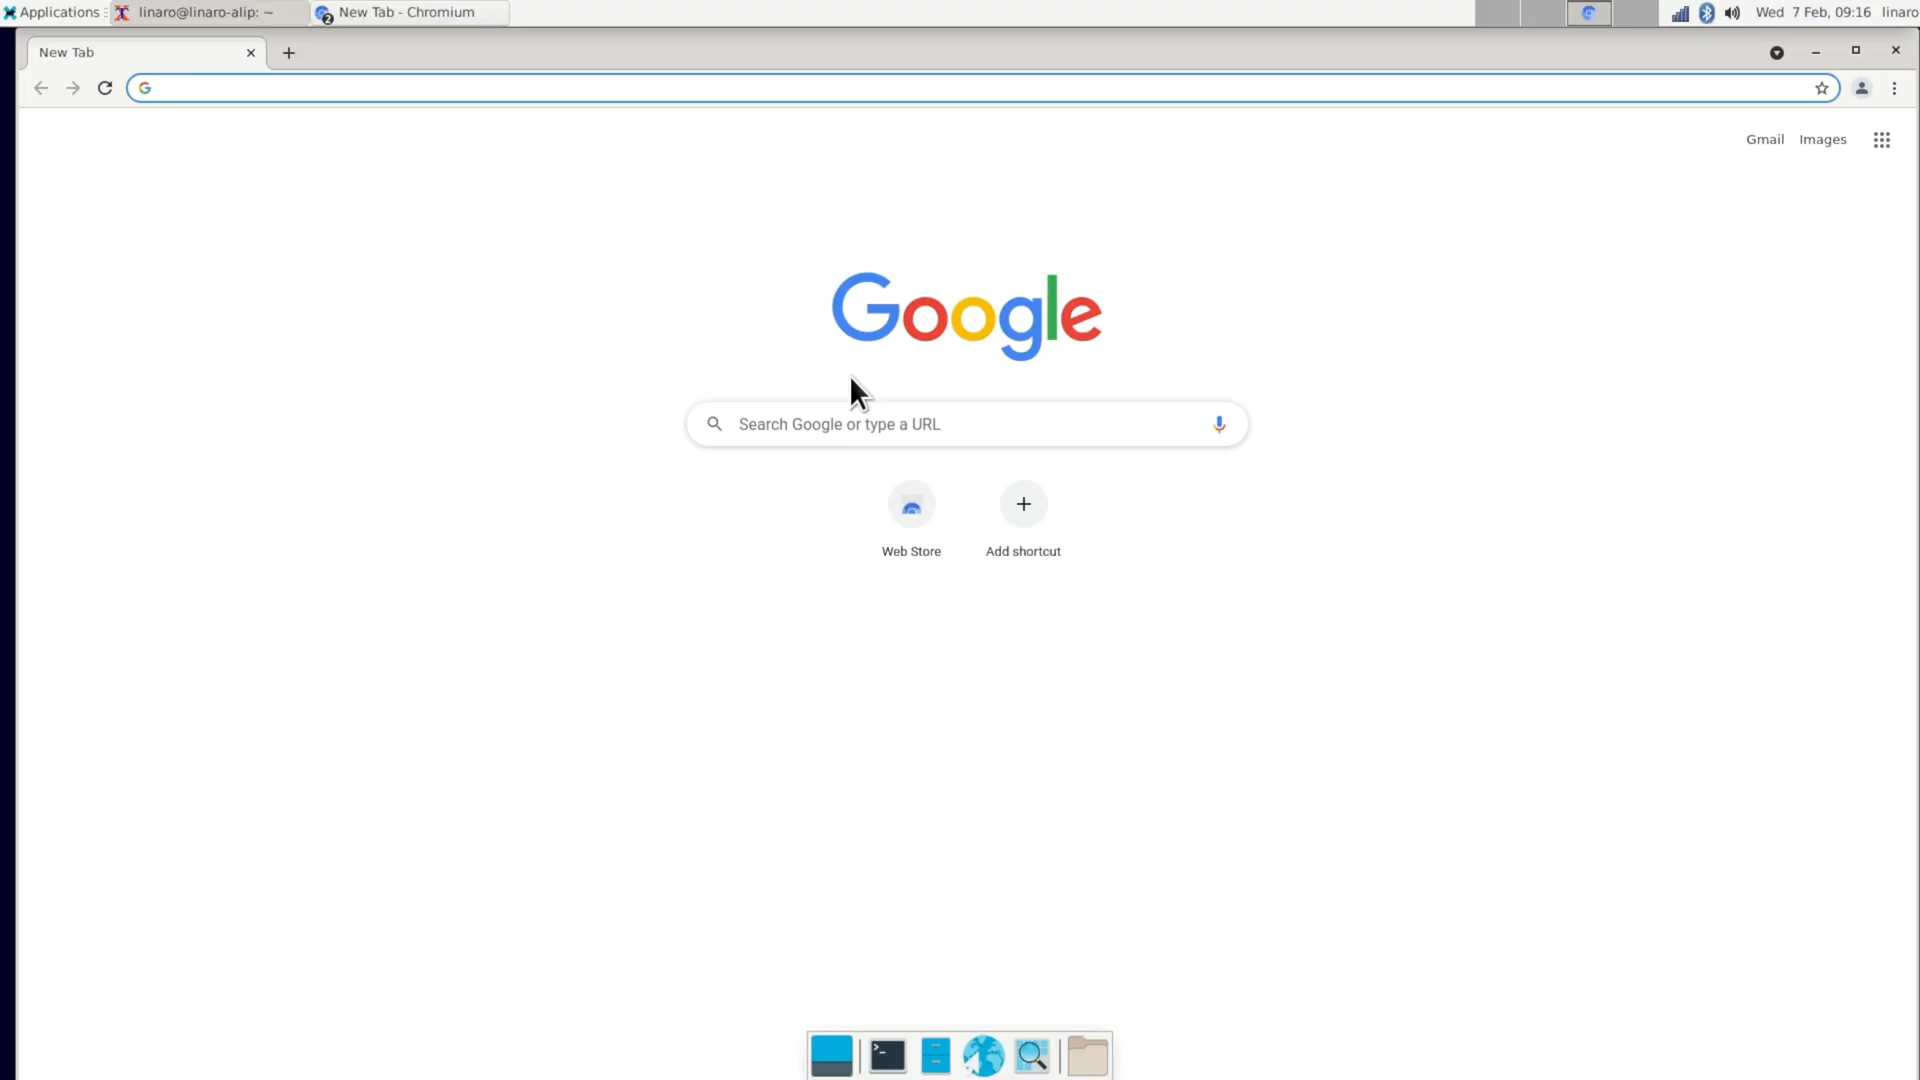 Applications
linaro@linaro-alip: ~
2
New Tab - Chromium
Wed 7 Feb, 09:16
linaro
New Tab
Gmail
Images
Google
Search Google or type a URL
Web Store
Add shortcut